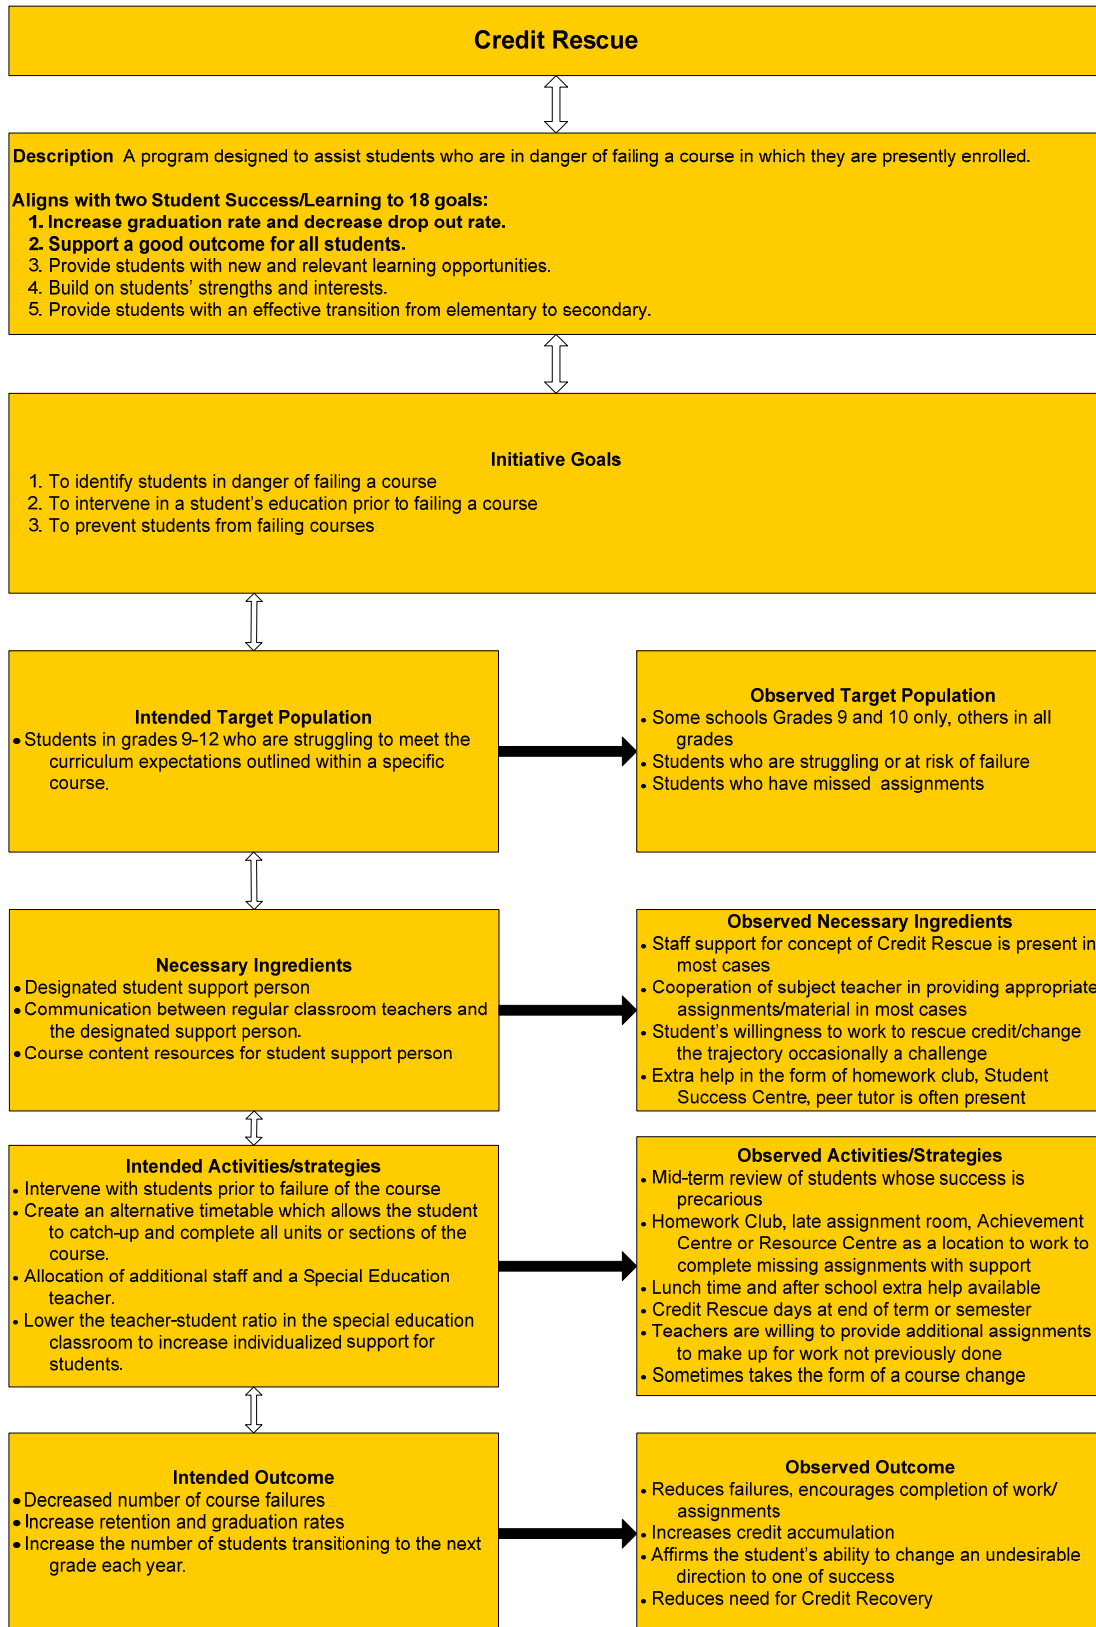 Credit Rescue
Description  A program designed to assist students who are in danger of failing a course in which they are presently enrolled.
Aligns with two Student Success/Learning to 18 goals:
1. Increase graduation rate and decrease drop out rate.
2. Support a good outcome for all students.
3. Provide students with new and relevant learning opportunities.
4. Build on students’ strengths and interests.
5. Provide students with an effective transition from elementary to secondary.
Initiative Goals
1. To identify students in danger of failing a course
2. To intervene in a student’s education prior to failing a course
3. To prevent students from failing courses
Intended Target Population
• Students in grades 9-12 who are struggling to meet the
curriculum expectations outlined within a specific
course.
Observed Target Population
• Some schools Grades 9 and 10 only, others in all
grades
• Students who are struggling or at risk of failure
• Students who have missed  assignments
Necessary Ingredients
• Designated student support person
• Communication between regular classroom teachers and
the designated support person.
• Course content resources for student support person
Observed Necessary Ingredients
• Staff support for concept of Credit Rescue is present in
most cases
• Cooperation of subject teacher in providing appropriate
assignments/material in most cases
• Student’s willingness to work to rescue credit/change
the trajectory occasionally a challenge
• Extra help in the form of homework club, Student
Success Centre, peer tutor is often present
Intended Activities/strategies
• Intervene with students prior to failure of the course
• Create an alternative timetable which allows the student
to catch-up and complete all units or sections of the
course.
• Allocation of additional staff and a Special Education
teacher.
• Lower the teacher-student ratio in the special education
classroom to increase individualized support for
students.
Observed Activities/Strategies
• Mid-term review of students whose success is
precarious
• Homework Club, late assignment room, Achievement
Centre or Resource Centre as a location to work to
complete missing assignments with support
• Lunch time and after school extra help available
• Credit Rescue days at end of term or semester
• Teachers are willing to provide additional assignments
to make up for work not previously done
• Sometimes takes the form of a course change
Intended Outcome
• Decreased number of course failures
• Increase retention and graduation rates
• Increase the number of students transitioning to the next
grade each year.
Observed Outcome
• Reduces failures, encourages completion of work/
assignments
• Increases credit accumulation
• Affirms the student’s ability to change an undesirable
direction to one of success
• Reduces need for Credit Recovery